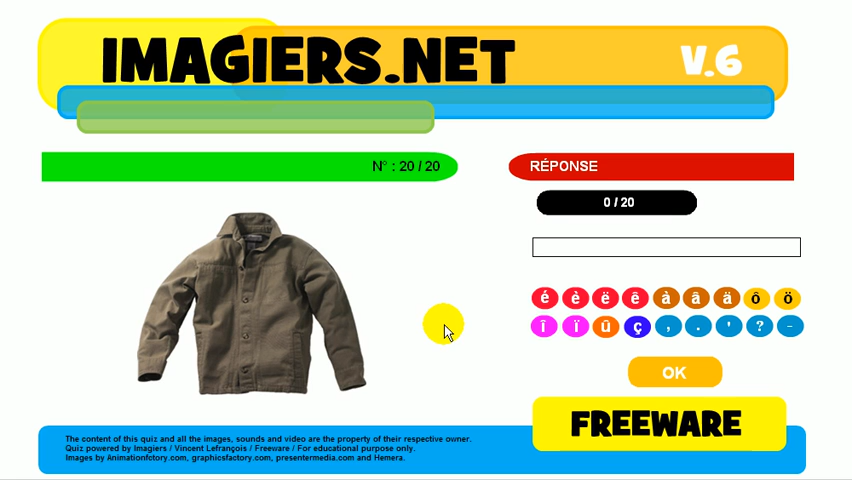 IMAGIERS.NET
V.6
N° : 20 / 20
RÉPONSE
0 / 20
é è ë ê à â ä ô ö
î ï û ç , . ' ? -
OK
FREEWARE
The content of this quiz and all the images, sounds and video are the property of their respective owner.
Quiz powered by Imagiers / Vincent Lefrançois / Freeware / For educational purpose only.
Images by Animationfctory.com, graphicsfactory.com, presentermedia.com and Hemera.